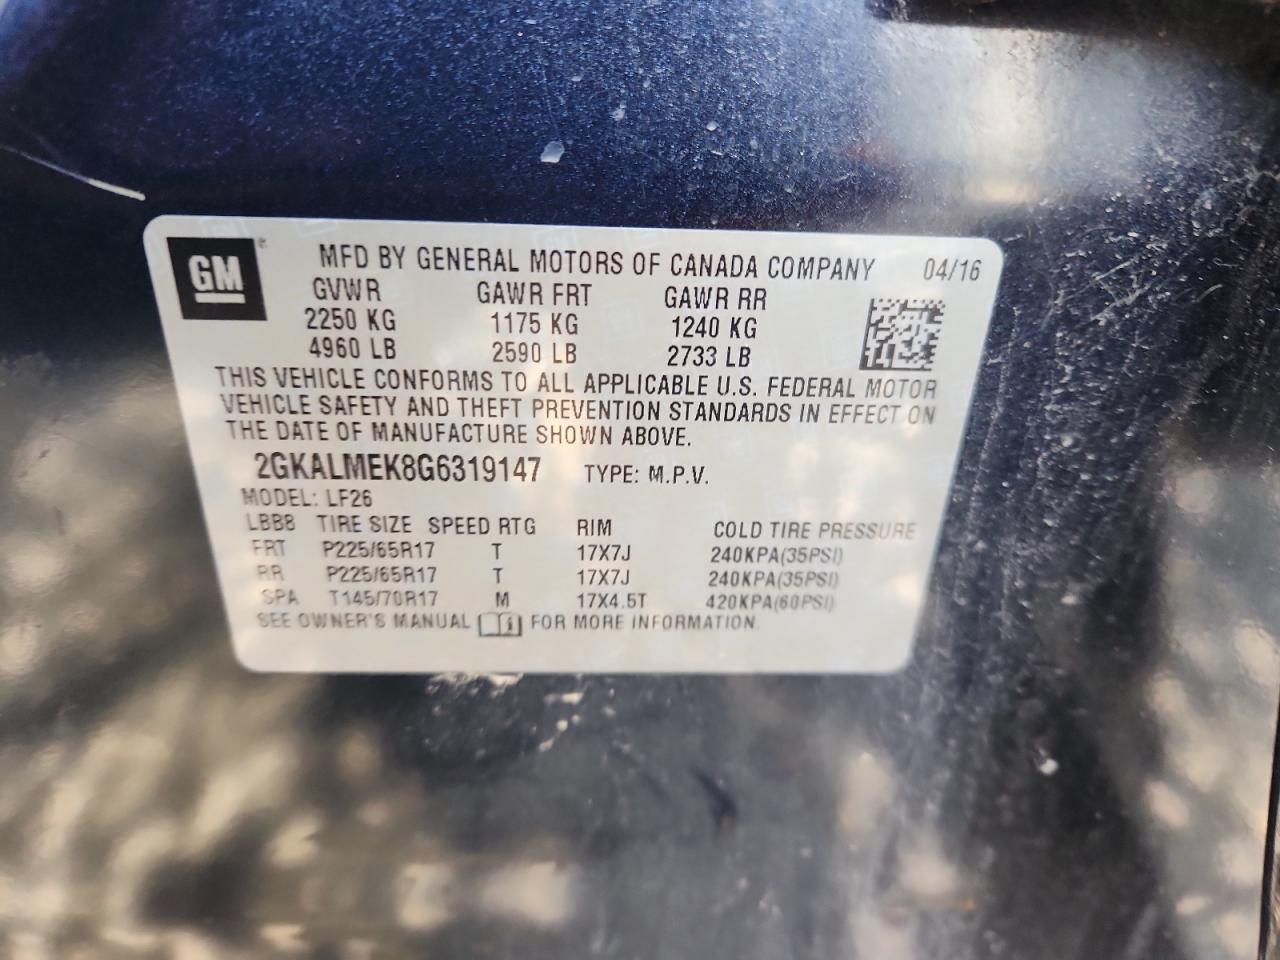 GM
MFD BY GENERAL MOTORS OF CANADA COMPANY 04/16
GVWR GAWR FRT GAWR RR
2250 KG 1175 KG 1240 KG
4960 LB 2590 LB 2733 LB
THIS VEHICLE CONFORMS TO ALL APPLICABLE U.S. FEDERAL MOTOR
VEHICLE SAFETY AND THEFT PREVENTION STANDARDS IN EFFECT ON
THE DATE OF MANUFACTURE SHOWN ABOVE.
2GKALMEK8G6319147 TYPE: M.P.V.
MODEL: LF26
LBB8 TIRE SIZE SPEED RTG RIM COLD TIRE PRESSURE
FRT P225/65R17 T 17X7J 240KPA(35PSI)
RR P225/65R17 T 17X7J 240KPA(35PSI)
SPA T145/70R17 M 17X4.5T 420KPA(60PSI)
SEE OWNER'S MANUAL i FOR MORE INFORMATION.